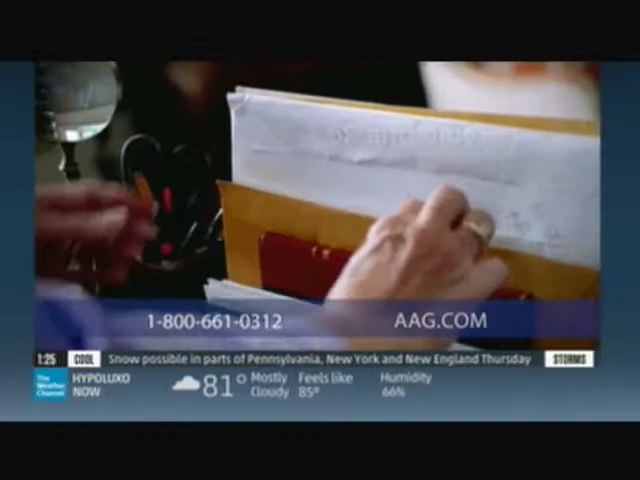 1-800-661-0312
AAG.COM
1:25
COOL
Snow possible in parts of Pennsylvania, New York and New England Thursday
STORMS
The
Weather
Channel
HYPOLUXO
NOW
81°
Mostly
Cloudy
Feels like
85°
Humidity
66%